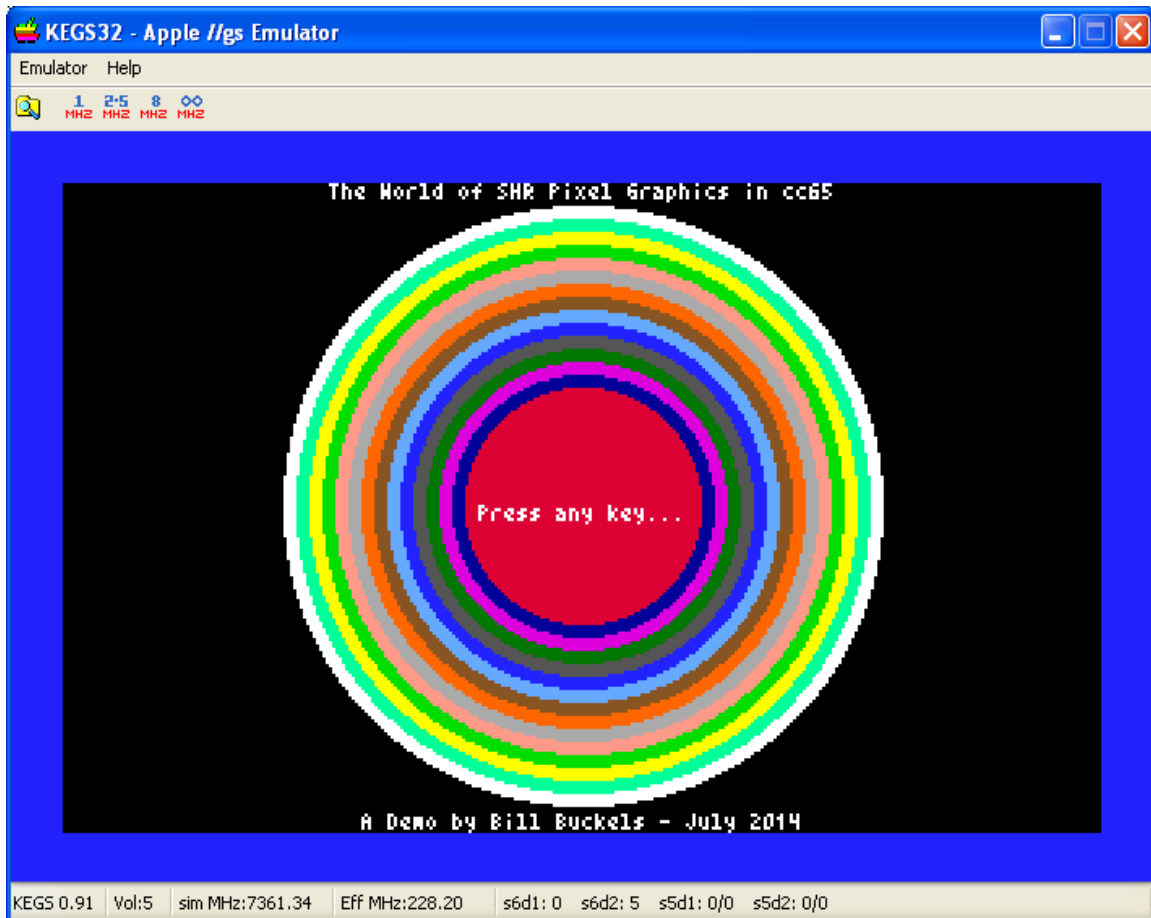 KEGS32 - Apple //gs Emulator
Emulator Help
1 MHZ 2·5 MHZ 8 MHZ ∞ MHZ
The World of SHR Pixel Graphics in cc65
Press any key...
A Demo by Bill Buckels - July 2014
KEGS 0.91 Vol:5 sim MHz:7361.34 Eff MHz:228.20 s6d1: 0 s6d2: 5 s5d1: 0/0 s5d2: 0/0